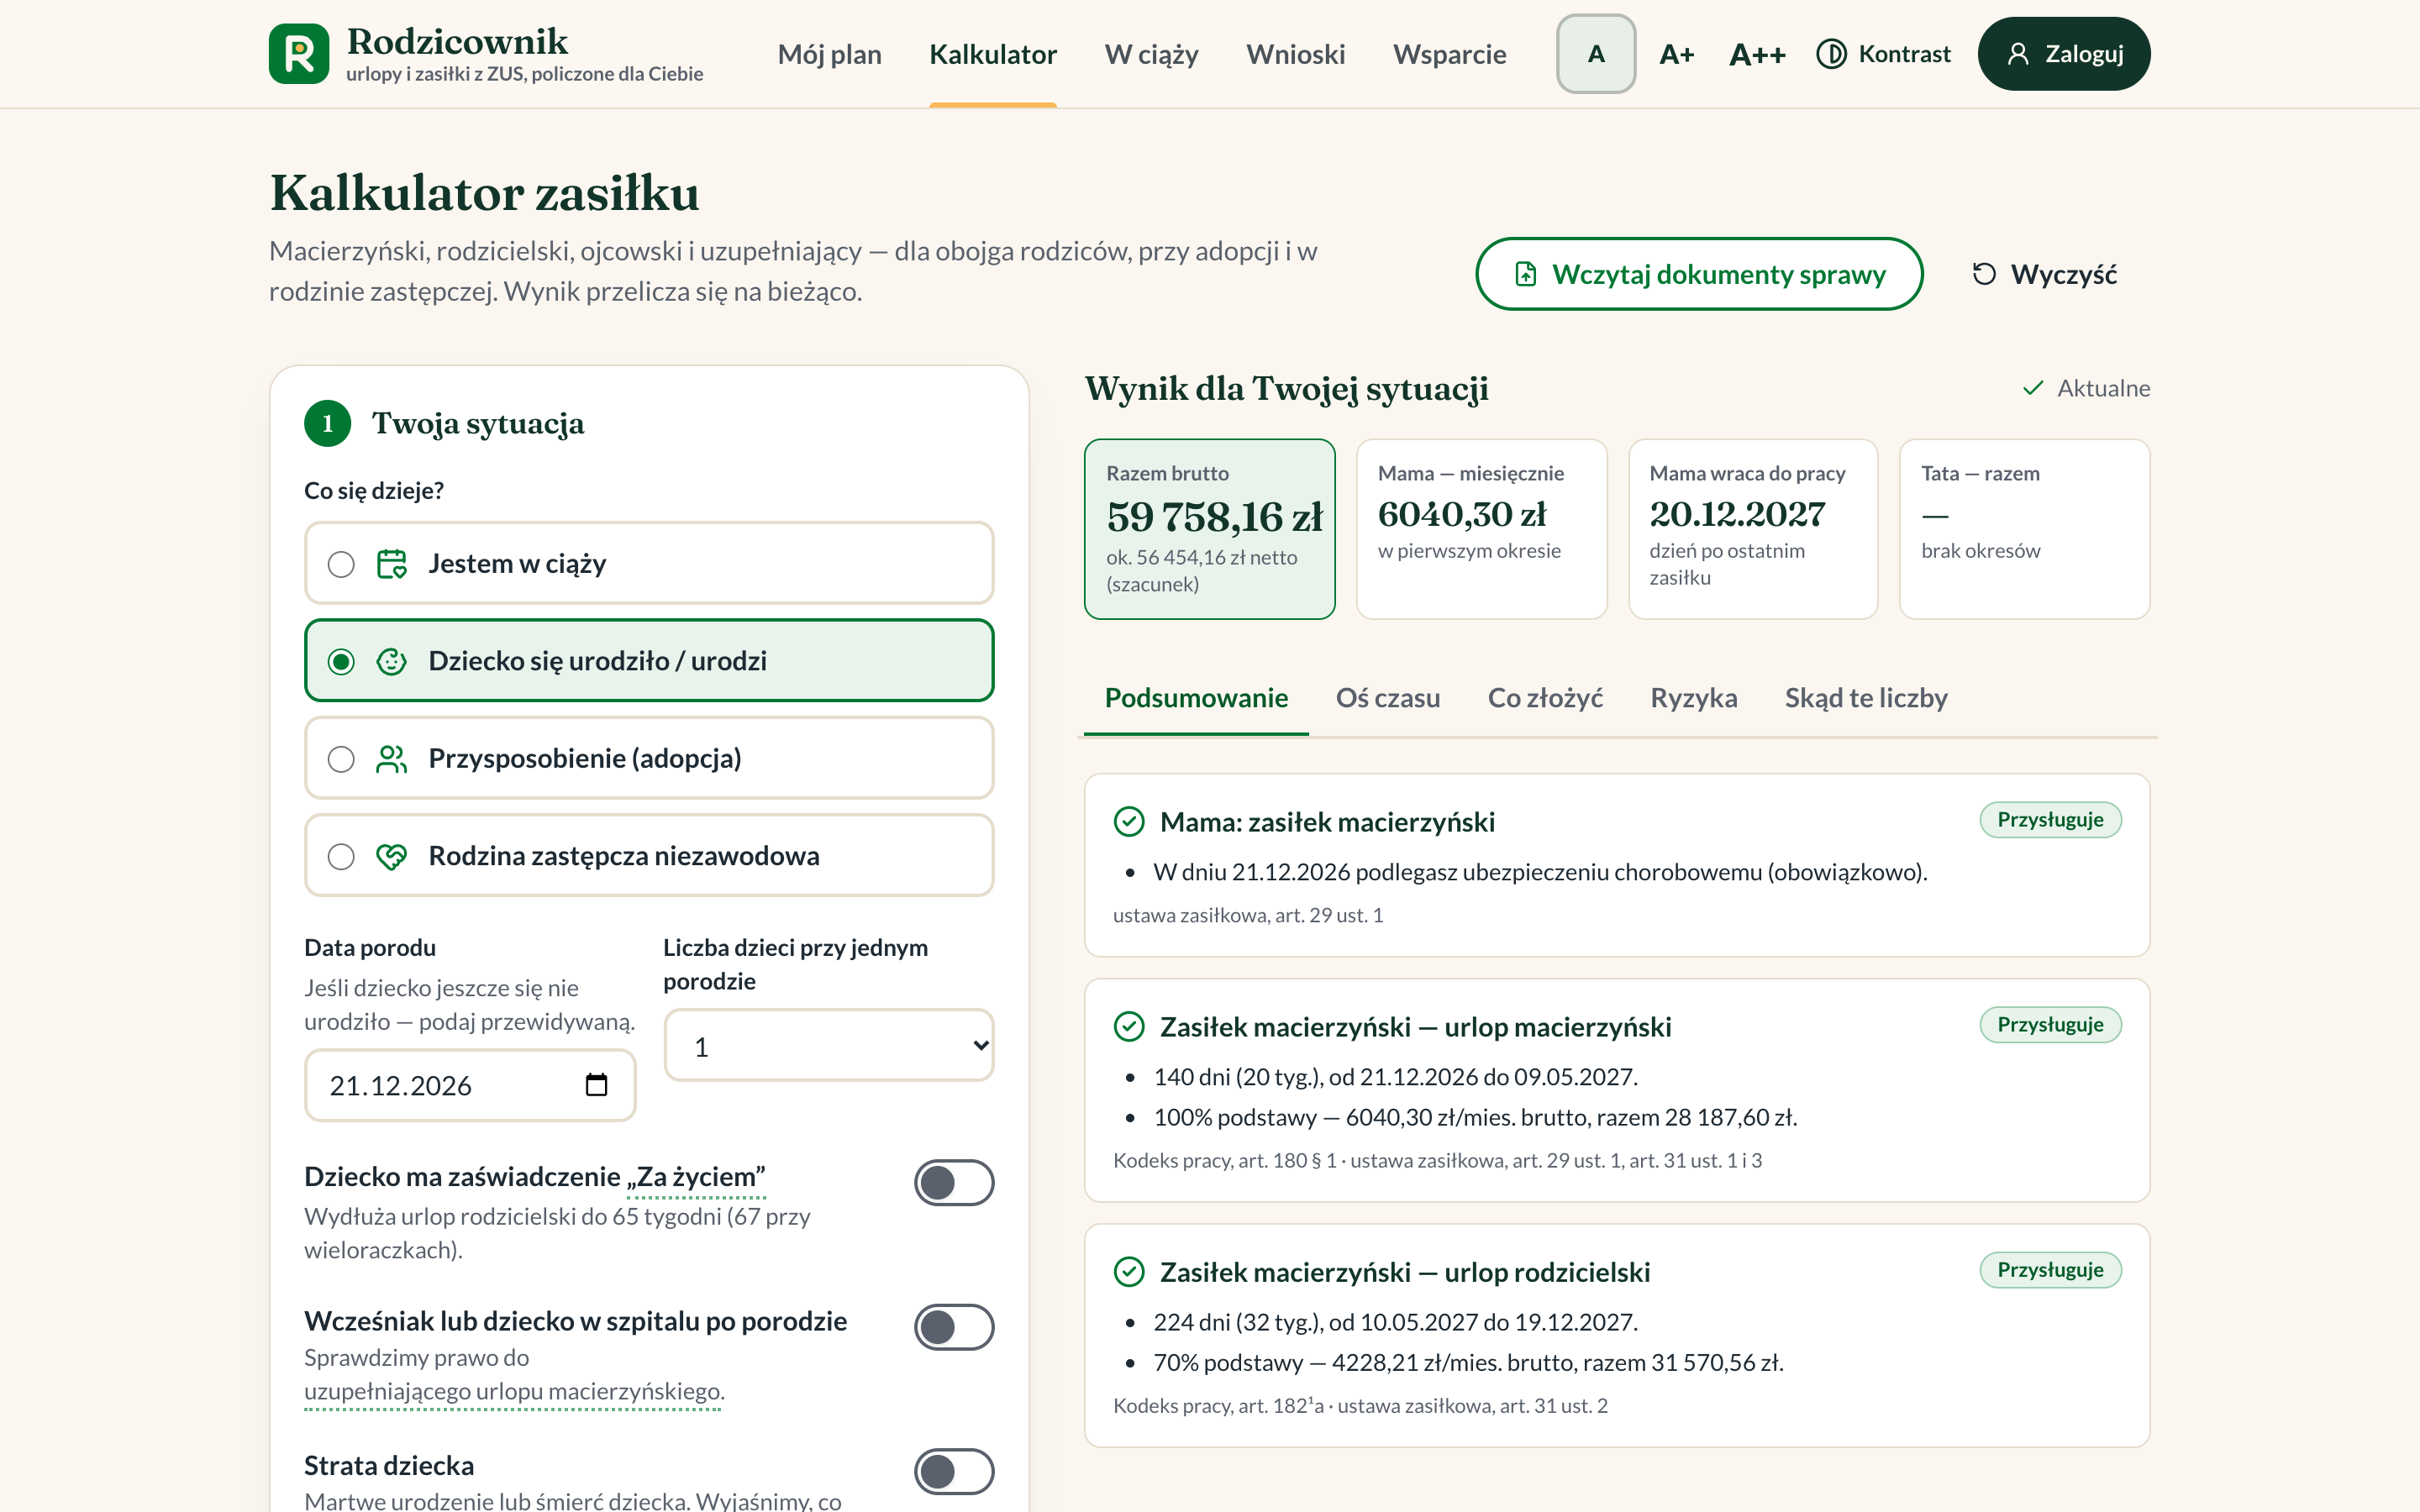 Rodzicownik
urlopy i zasiłki z ZUS, policzone dla Ciebie
Mój plan
Kalkulator
W ciąży
Wnioski
Wsparcie
A
A+
A++
Kontrast
Zaloguj
Kalkulator zasiłku
Macierzyński, rodzicielski, ojcowski i uzupełniający — dla obojga rodziców, przy adopcji i w
rodzinie zastępczej. Wynik przelicza się na bieżąco.
Wczytaj dokumenty sprawy
Wyczyść
1 Twoja sytuacja
Co się dzieje?
Jestem w ciąży
Dziecko się urodziło / urodzi
Przysposobienie (adopcja)
Rodzina zastępcza niezawodowa
Data porodu
Jeśli dziecko jeszcze się nie
urodziło — podaj przewidywaną.
21.12.2026
Liczba dzieci przy jednym
porodzie
1
Dziecko ma zaświadczenie „Za życiem”
Wydłuża urlop rodzicielski do 65 tygodni (67 przy
wieloraczkach).
Wcześniak lub dziecko w szpitalu po porodzie
Sprawdzimy prawo do
uzupełniającego urlopu macierzyńskiego.
Strata dziecka
Martwe urodzenie lub śmierć dziecka. Wyjaśnimy, co
Wynik dla Twojej sytuacji
Aktualne
Razem brutto
59 758,16 zł
ok. 56 454,16 zł netto
(szacunek)
Mama — miesięcznie
6040,30 zł
w pierwszym okresie
Mama wraca do pracy
20.12.2027
dzień po ostatnim
zasiłku
Tata — razem
—
brak okresów
Podsumowanie
Oś czasu
Co złożyć
Ryzyka
Skąd te liczby
Mama: zasiłek macierzyński
Przysługuje
• W dniu 21.12.2026 podlegasz ubezpieczeniu chorobowemu (obowiązkowo).
ustawa zasiłkowa, art. 29 ust. 1
Zasiłek macierzyński — urlop macierzyński
Przysługuje
• 140 dni (20 tyg.), od 21.12.2026 do 09.05.2027.
• 100% podstawy — 6040,30 zł/mies. brutto, razem 28 187,60 zł.
Kodeks pracy, art. 180 § 1 · ustawa zasiłkowa, art. 29 ust. 1, art. 31 ust. 1 i 3
Zasiłek macierzyński — urlop rodzicielski
Przysługuje
• 224 dni (32 tyg.), od 10.05.2027 do 19.12.2027.
• 70% podstawy — 4228,21 zł/mies. brutto, razem 31 570,56 zł.
Kodeks pracy, art. 182¹a · ustawa zasiłkowa, art. 31 ust. 2